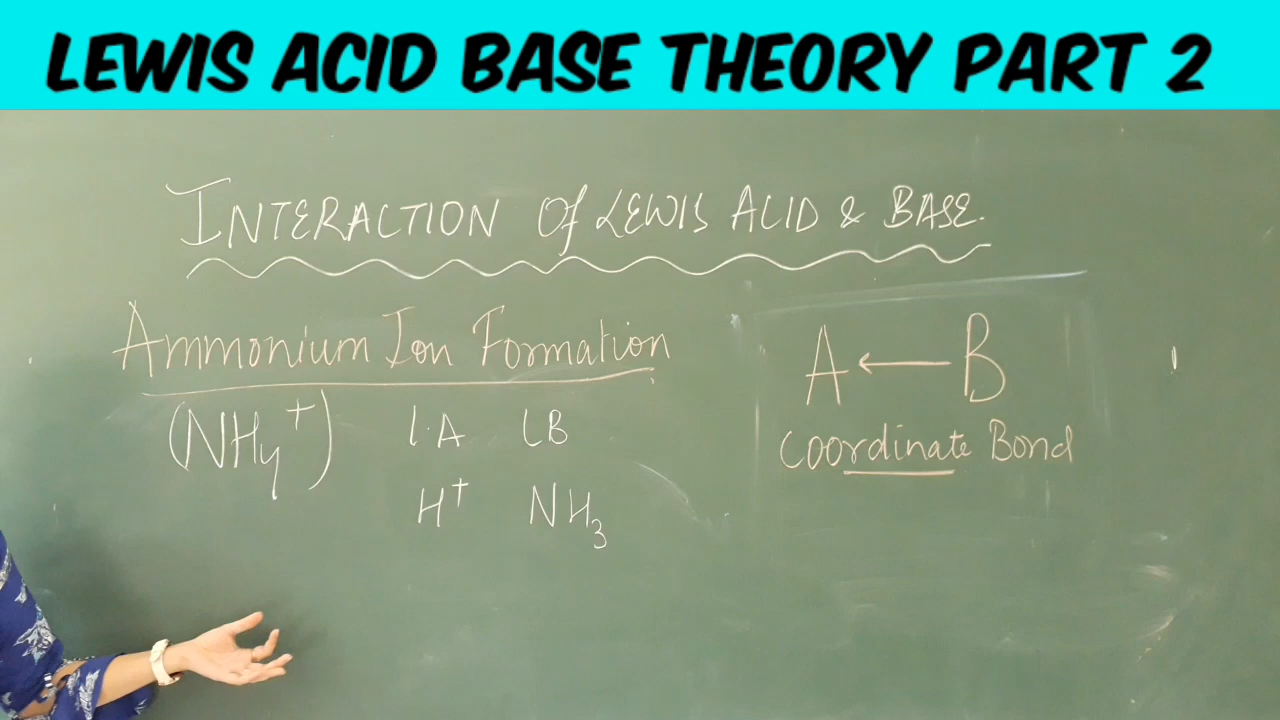 LEWIS ACID BASE THEORY PART 2
INTERACTION Of LEWIS ACID & BASE.
Ammonium Ion Formation
(NH4+) L.A LB
H+ NH3
A ← B
Coordinate Bond